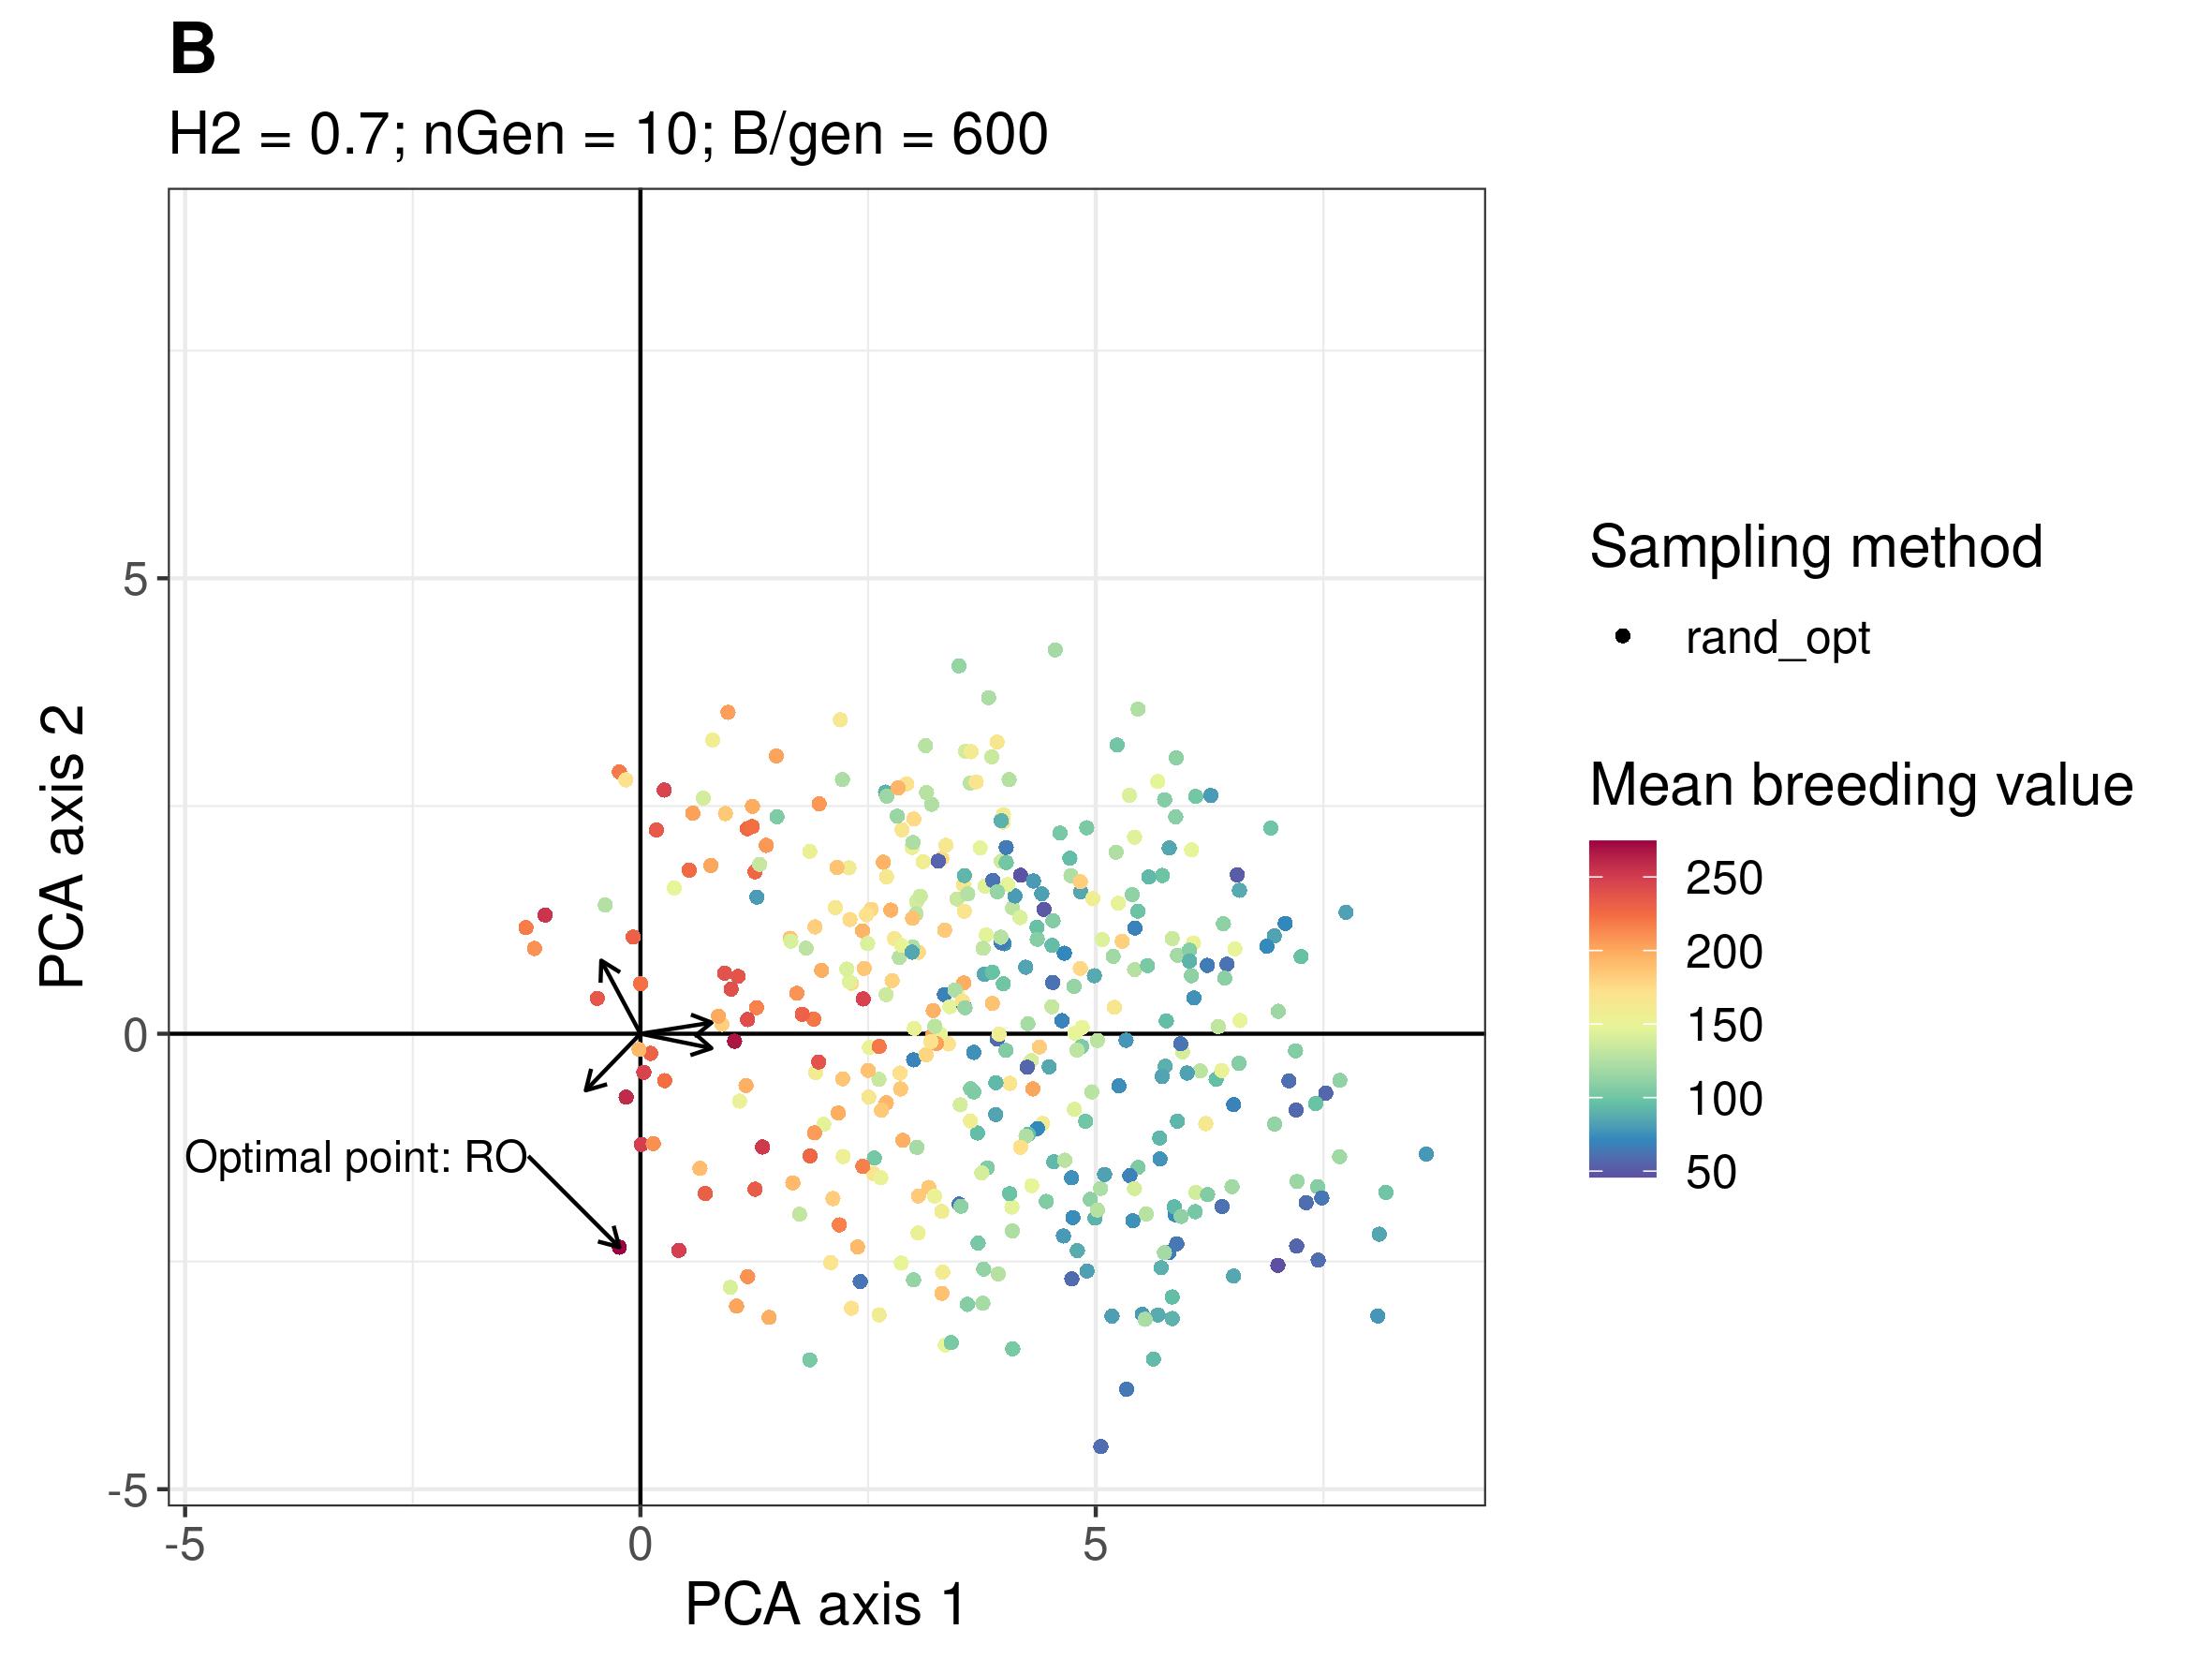 B
H2 = 0.7; nGen = 10; B/gen = 600
PCA axis 2
5
0
-5
Optimal point: RO
-5
0
5
PCA axis 1
Sampling method
rand_opt
Mean breeding value
250
200
150
100
50